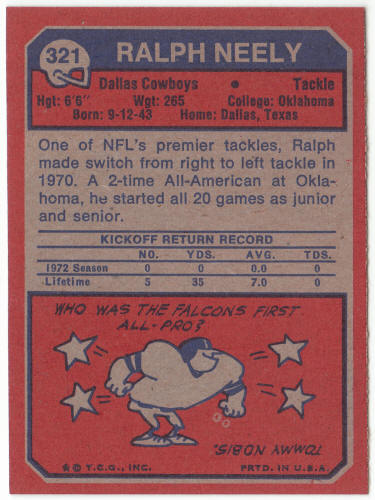 321 RALPH NEELY
Dallas Cowboys • Tackle
Hgt: 6'6" Wgt: 265 College: Oklahoma
Born: 9-12-43 Home: Dallas, Texas
One of NFL's premier tackles, Ralph
made switch from right to left tackle in
1970. A 2-time All-American at Okla-
homa, he started all 20 games as junior
and senior.
KICKOFF RETURN RECORD
NO. YDS. AVG. TDS.
1972 Season 0 0 0.0 0
Lifetime 5 35 7.0 0
WHO WAS THE FALCONS FIRST
ALL-PRO?
TOMMY NOBIS.
© T.C.G., INC. PRTD. IN U.S.A.